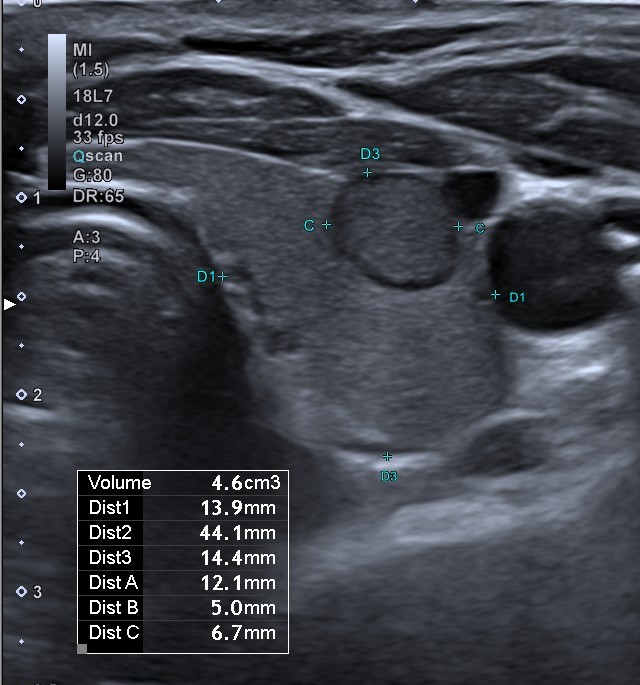 0
MI
(1.5)
18L7
d12.0
33 fps
Qscan
G:80
DR:65
A:3
P:4
1
2
3
D3
C
C
D1
D1
D3
Volume 4.6cm3
Dist1 13.9mm
Dist2 44.1mm
Dist3 14.4mm
Dist A 12.1mm
Dist B 5.0mm
Dist C 6.7mm